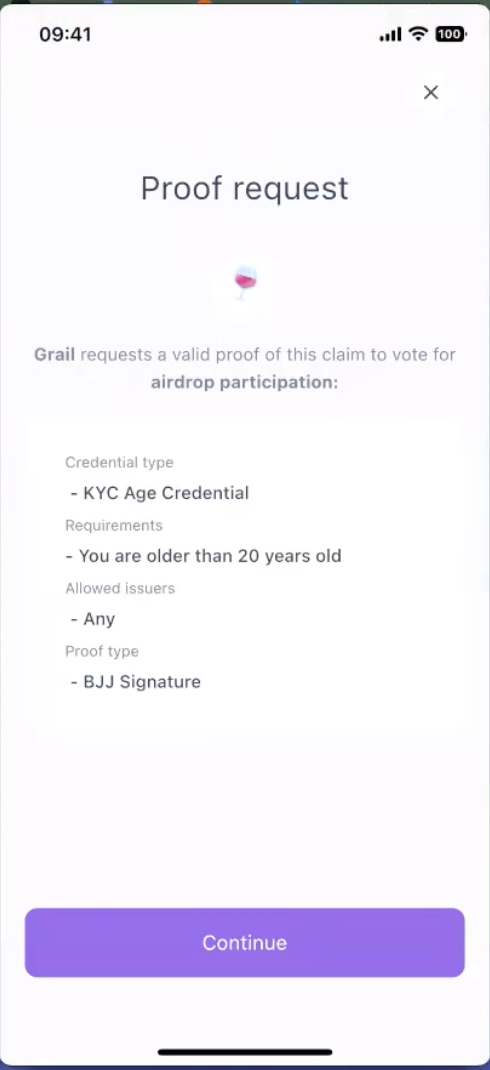 09:41
100
Proof request
Grail requests a valid proof of this claim to vote for
airdrop participation:
Credential type
- KYC Age Credential
Requirements
- You are older than 20 years old
Allowed issuers
- Any
Proof type
- BJJ Signature
Continue